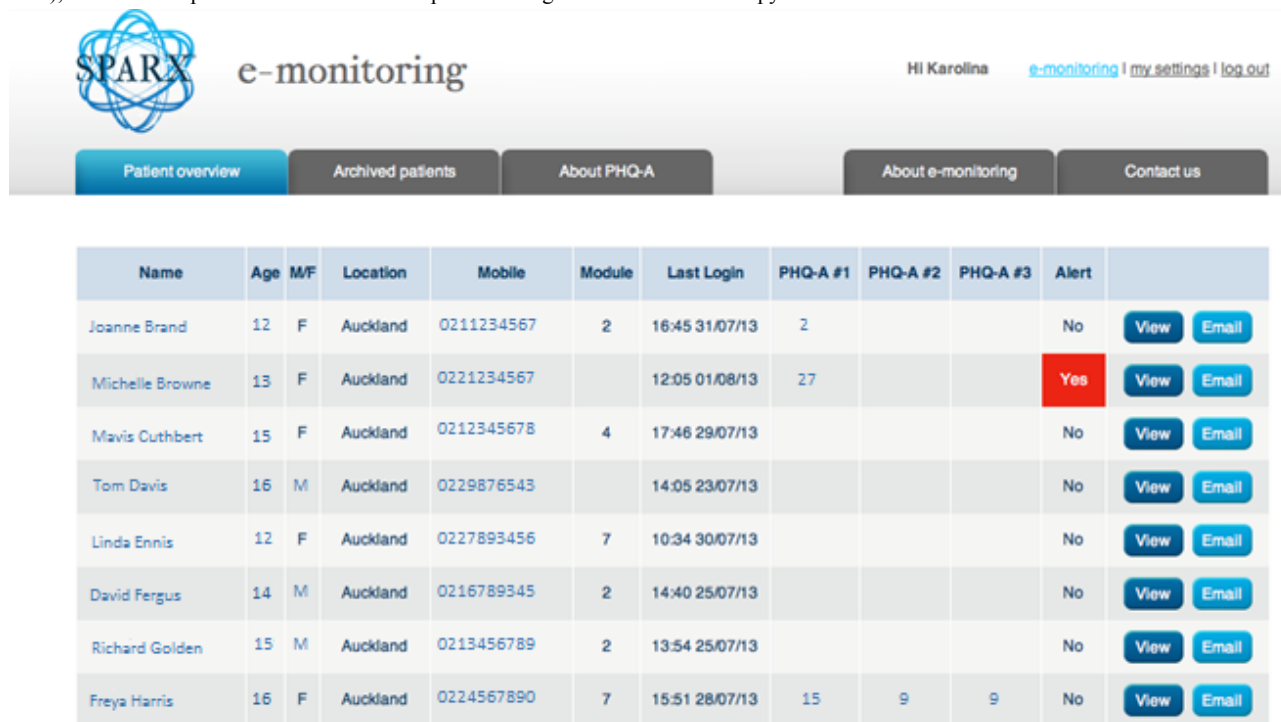 SPARX
e-monitoring
Hi Karolina e-monitoring | my settings | log out
Patient overview Archived patients About PHQ-A About e-monitoring Contact us
Name Age M/F Location Mobile Module Last Login PHQ-A #1 PHQ-A #2 PHQ-A #3 Alert
Joanne Brand 12 F Auckland 0211234567 2 16:45 31/07/13 2 No View Email
Michelle Browne 13 F Auckland 0221234567 12:05 01/08/13 27 Yes View Email
Mavis Cuthbert 15 F Auckland 0212345678 4 17:46 29/07/13 No View Email
Tom Davis 16 M Auckland 0229876543 14:05 23/07/13 No View Email
Linda Ennis 12 F Auckland 0227893456 7 10:34 30/07/13 No View Email
David Fergus 14 M Auckland 0216789345 2 14:40 25/07/13 No View Email
Richard Golden 15 M Auckland 0213456789 2 13:54 25/07/13 No View Email
Freya Harris 16 F Auckland 0224567890 7 15:51 28/07/13 15 9 9 No View Email